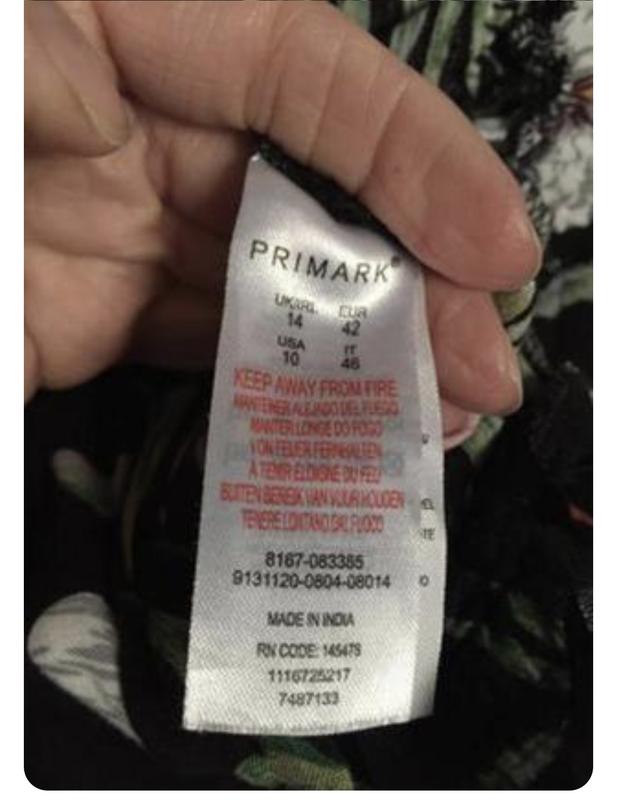 PRIMARK®
UK/IRL EUR
14 42
USA IT
10 46
KEEP AWAY FROM FIRE
MANTENER ALEJADO DEL FUEGO
MANTER LONGE DO FOGO
VON FEUER FERNHALTEN
À TENIR ÉLOIGNÉ DU FEU
BUITEN BEREIK VAN VUUR HOUDEN
TENERE LONTANO DAL FUOCO
8167-083385
9131120-0804-08014
MADE IN INDIA
RN CODE: 145479
1116725217
7487133